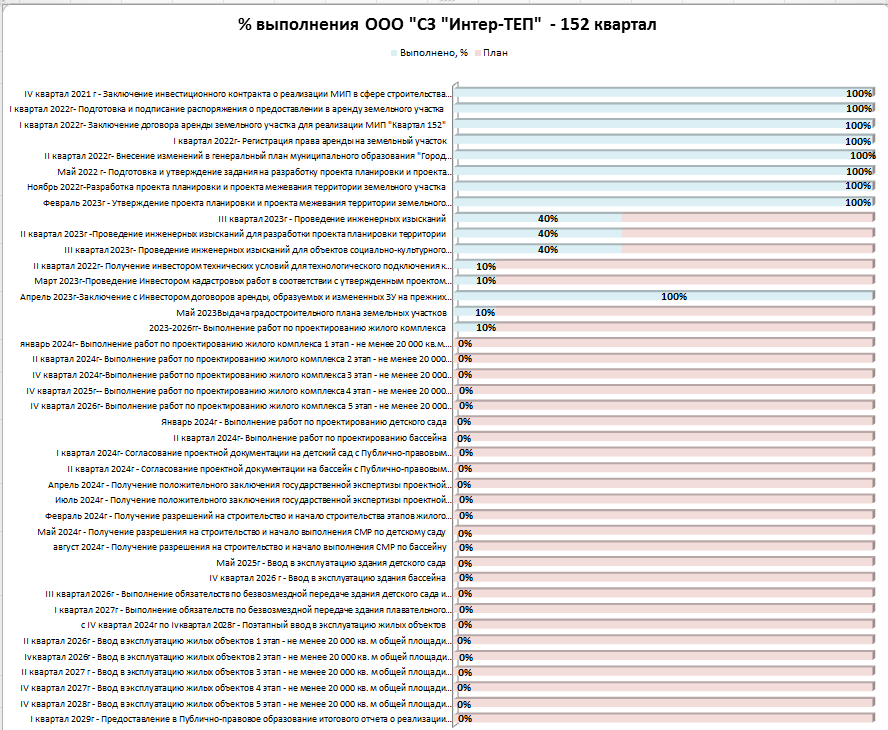 % выполнения ООО "СЗ "Интер-ТЕП" - 152 квартал
Выполнено, % План
IV квартал 2021 г - Заключение инвестиционного контракта о реализации МИП в сфере строительства... 100%
I квартал 2022г- Подготовка и подписание распоряжения о предоставлении в аренду земельного участка 100%
I квартал 2022г- Заключение договора аренды земельного участка для реализации МИП "Квартал 152" 100%
I квартал 2022г- Регистрация права аренды на земельный участок 100%
II квартал 2022г- Внесение изменений в генеральный план муниципального образования "Город... 100%
Май 2022 г - Подготовка и утверждение задания на разработку проекта планировки и проекта... 100%
Ноябрь 2022г-Разработка проекта планировки и проекта межевания территории земельного участка 100%
Февраль 2023г - Утверждение проекта планировки и проекта межевания территории земельного... 100%
III квартал 2023г - Проведение инженерных изысканий 40%
II квартал 2023г -Проведение инженерных изысканий для разработки проекта планировки территории 40%
III квартал 2023г- Проведение инженерных изысканий для объектов социально-культурного... 40%
II квартал 2022г- Получение инвестором технических условий для технологического подключения к... 10%
Март 2023г-Проведение Инвестором кадастровых работ в соответствии с утвержденным проектом... 10%
Апрель 2023г-Заключение с Инвестором договоров аренды, образуемых и измененных ЗУ на прежних... 100%
Май 2023Выдача градостроительного плана земельных участков 10%
2023-2026гг- Выполнение работ по проектированию жилого комплекса 10%
январь 2024г- Выполнение работ по проектированию жилого комплекса 1 этап - не менее 20 000 кв.м... 0%
II квартал 2024г- Выполнение работ по проектированию жилого комплекса 2 этап - не менее 20 000... 0%
IV квартал 2024г-Выполнение работ по проектированию жилого комплекса 3 этап - не менее 20 000... 0%
IV квартал 2025г-- Выполнение работ по проектированию жилого комплекса 4 этап - не менее 20 000... 0%
IV квартал 2026г- Выполнение работ по проектированию жилого комплекса 5 этап - не менее 20 000... 0%
Январь 2024г - Выполнение работ по проектированию детского сада 0%
II квартал 2024г- Выполнение работ по проектированию бассейна 0%
I квартал 2024г- Согласование проектной документации на детский сад с Публично-правовым... 0%
II квартал 2024г - Согласование проектной документации на бассейн с Публично-правовым... 0%
Апрель 2024г - Получение положительного заключения государственной экспертизы проектной... 0%
Июль 2024г - Получение положительного заключения государственной экспертизы проектной... 0%
Февраль 2024г - Получение разрешений на строительство и начало строительства этапов жилого... 0%
Май 2024г - Получение разрешения на строительство и начало выполнения СМР по детскому саду 0%
август 2024г - Получение разрешения на строительство и начало выполнения СМР по бассейну 0%
Май 2025г - Ввод в эксплуатацию здания детского сада 0%
IV квартал 2026 г - Ввод в эксплуатацию здания бассейна 0%
III квартал 2026г - Выполнение обязательств по безвозмездной передаче здания детского сада и... 0%
I квартал 2027г - Выполнение обязательств по безвозмездной передаче здания плавательного... 0%
с IV квартал 2024г по Ivквартал 2028г - Поэтапный ввод в эксплуатацию жилых объектов 0%
II квартал 2026г - Ввод в эксплуатацию жилых объектов 1 этап - не менее 20 000 кв. м общей площади... 0%
Ivквартал 2026г - Ввод в эксплуатацию жилых объектов 2 этап - не менее 20 000 кв. м общей площади... 0%
II квартал 2027 г - Ввод в эксплуатацию жилых объектов 3 этап - не менее 20 000 кв. м общей площади... 0%
IV квартал 2027г - Ввод в эксплуатацию жилых объектов 4 этап - не менее 20 000 кв. м общей площади... 0%
IV квартал 2028г - Ввод в эксплуатацию жилых объектов 5 этап - не менее 20 000 кв. м общей площади... 0%
I квартал 2029г - Предоставление в Публично-правовое образование итогового отчета о реализации... 0%